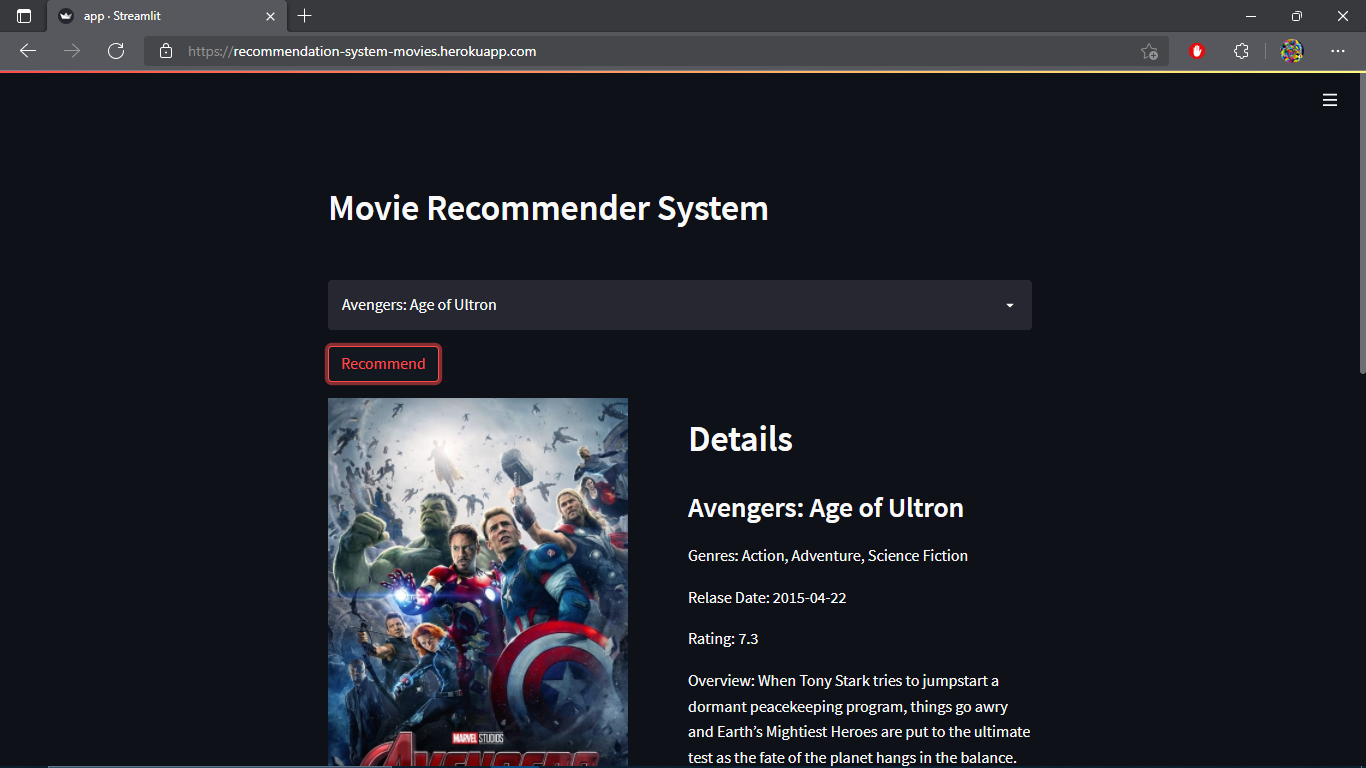 app · Streamlit
https://recommendation-system-movies.herokuapp.com
Movie Recommender System
Avengers: Age of Ultron
Recommend
Details
Avengers: Age of Ultron
Genres: Action, Adventure, Science Fiction
Relase Date: 2015-04-22
Rating: 7.3
Overview: When Tony Stark tries to jumpstart a
dormant peacekeeping program, things go awry
and Earth’s Mightiest Heroes are put to the ultimate
test as the fate of the planet hangs in the balance.
MARVEL STUDIOS
AVENGERS